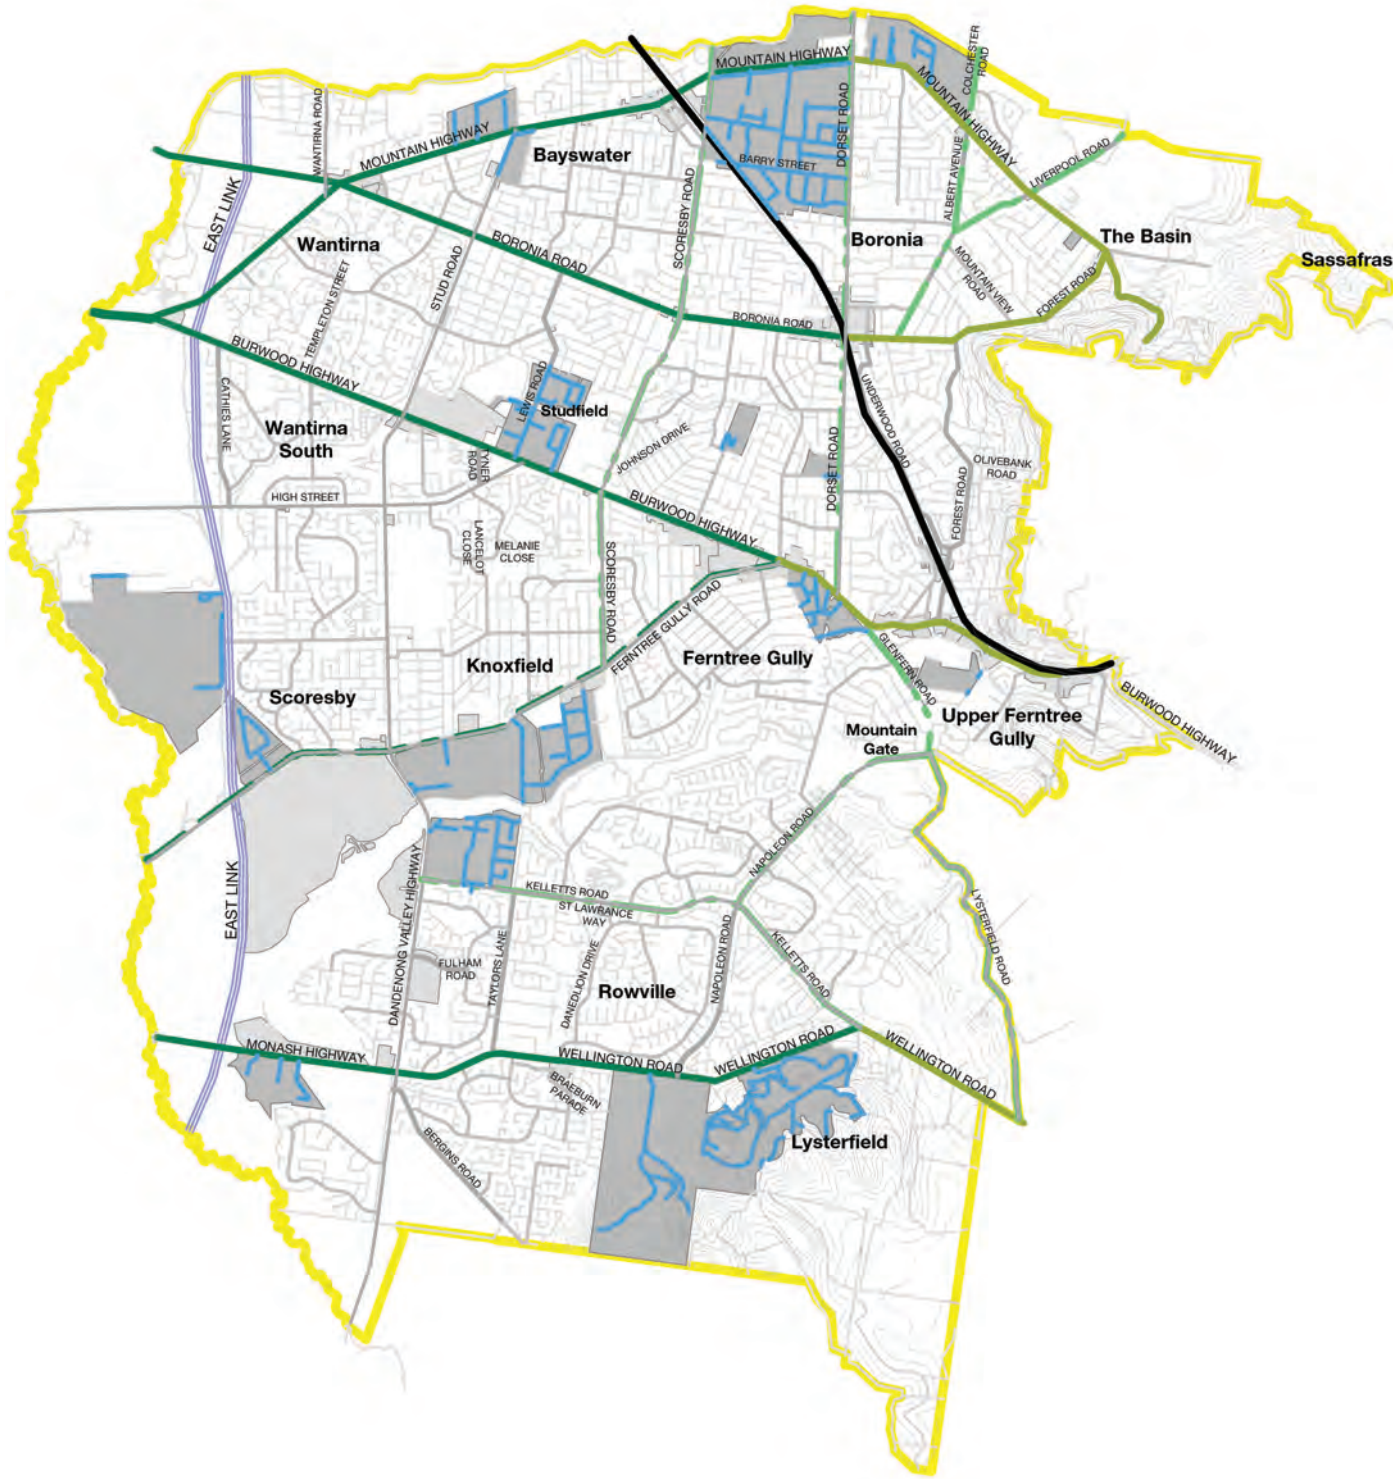 MOUNTAIN HIGHWAY
COLCHESTER
ROAD
WANTIRNA ROAD
MOUNTAIN HIGHWAY
MOUNTAIN HIGHWAY
DORSET ROAD
Bayswater
BARRY STREET
LIVERPOOL ROAD
EAST LINK
SCORESBY ROAD
ALBERT AVENUE
Wantirna
BORONIA ROAD
Boronia
The Basin
Sassafras
STUD ROAD
TEMPLETON STREET
MOUNTAIN VIEW
ROAD
FOREST ROAD
BORONIA ROAD
BURWOOD HIGHWAY
CATHIES LANE
LEWIS ROAD
Studfield
UNDERWOOD ROAD
Wantirna
South
JOHNSON DRIVE
DORSET ROAD
TYNER
ROAD
OLIVEBANK
ROAD
HIGH STREET
BURWOOD HIGHWAY
FOREST ROAD
LANCELOT
CLOSE
MELANIE
CLOSE
SCORESBY ROAD
FERNTREE GULLY ROAD
Knoxfield
Ferntree Gully
GLENFERN ROAD
Scoresby
Upper Ferntree
Gully
BURWOOD HIGHWAY
Mountain
Gate
NAPOLEON ROAD
EAST LINK
DANDENONG VALLEY HIGHWAY
KELLETTS ROAD
ST LAWRANCE
WAY
LYSTERFIELD ROAD
FULHAM
ROAD
TAYLORS LANE
DANEDLION DRIVE
Rowville
NAPOLEON ROAD
KELLETTS ROAD
MONASH HIGHWAY
WELLINGTON ROAD
WELLINGTON ROAD
WELLINGTON ROAD
BRAEBURN
PARADE
BERGINS ROAD
Lysterfield